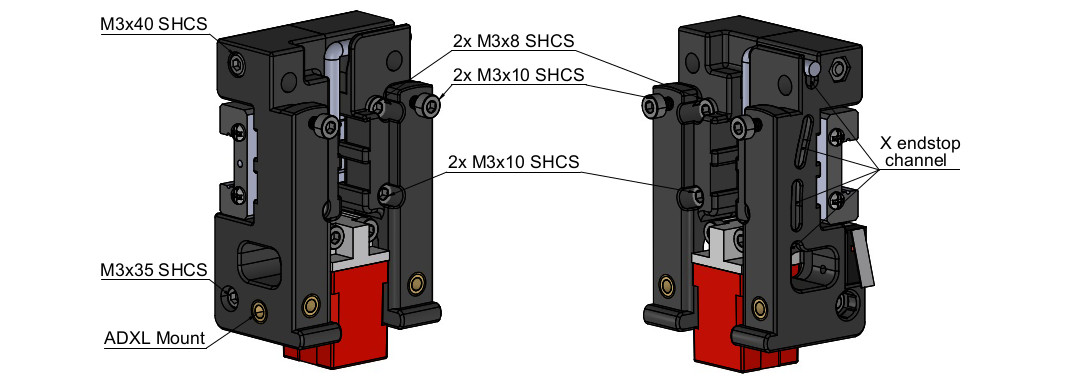 M3x40 SHCS
2x M3x8 SHCS
2x M3x10 SHCS
X endstop
channel
2x M3x10 SHCS
M3x35 SHCS
ADXL Mount